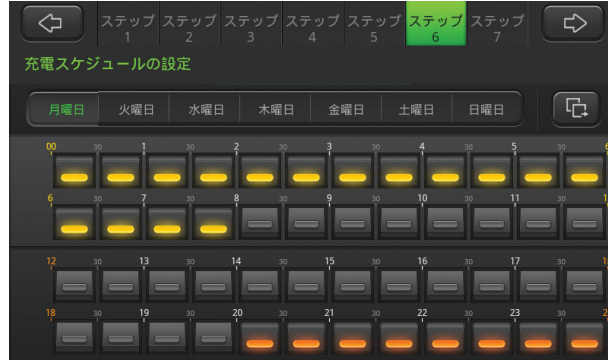 ステップ 1 ステップ 2 ステップ 3 ステップ 4 ステップ 5 ステップ 6 ステップ 7
充電スケジュールの設定
月曜日 火曜日 水曜日 木曜日 金曜日 土曜日 日曜日
00 30 1 30 2 30 3 30 4 30 5 30
6 30 7 30 8 30 9 30 10 30 11 30
12 30 13 30 14 30 15 30 16 30 17 30
18 30 19 30 20 30 21 30 22 30 23 30